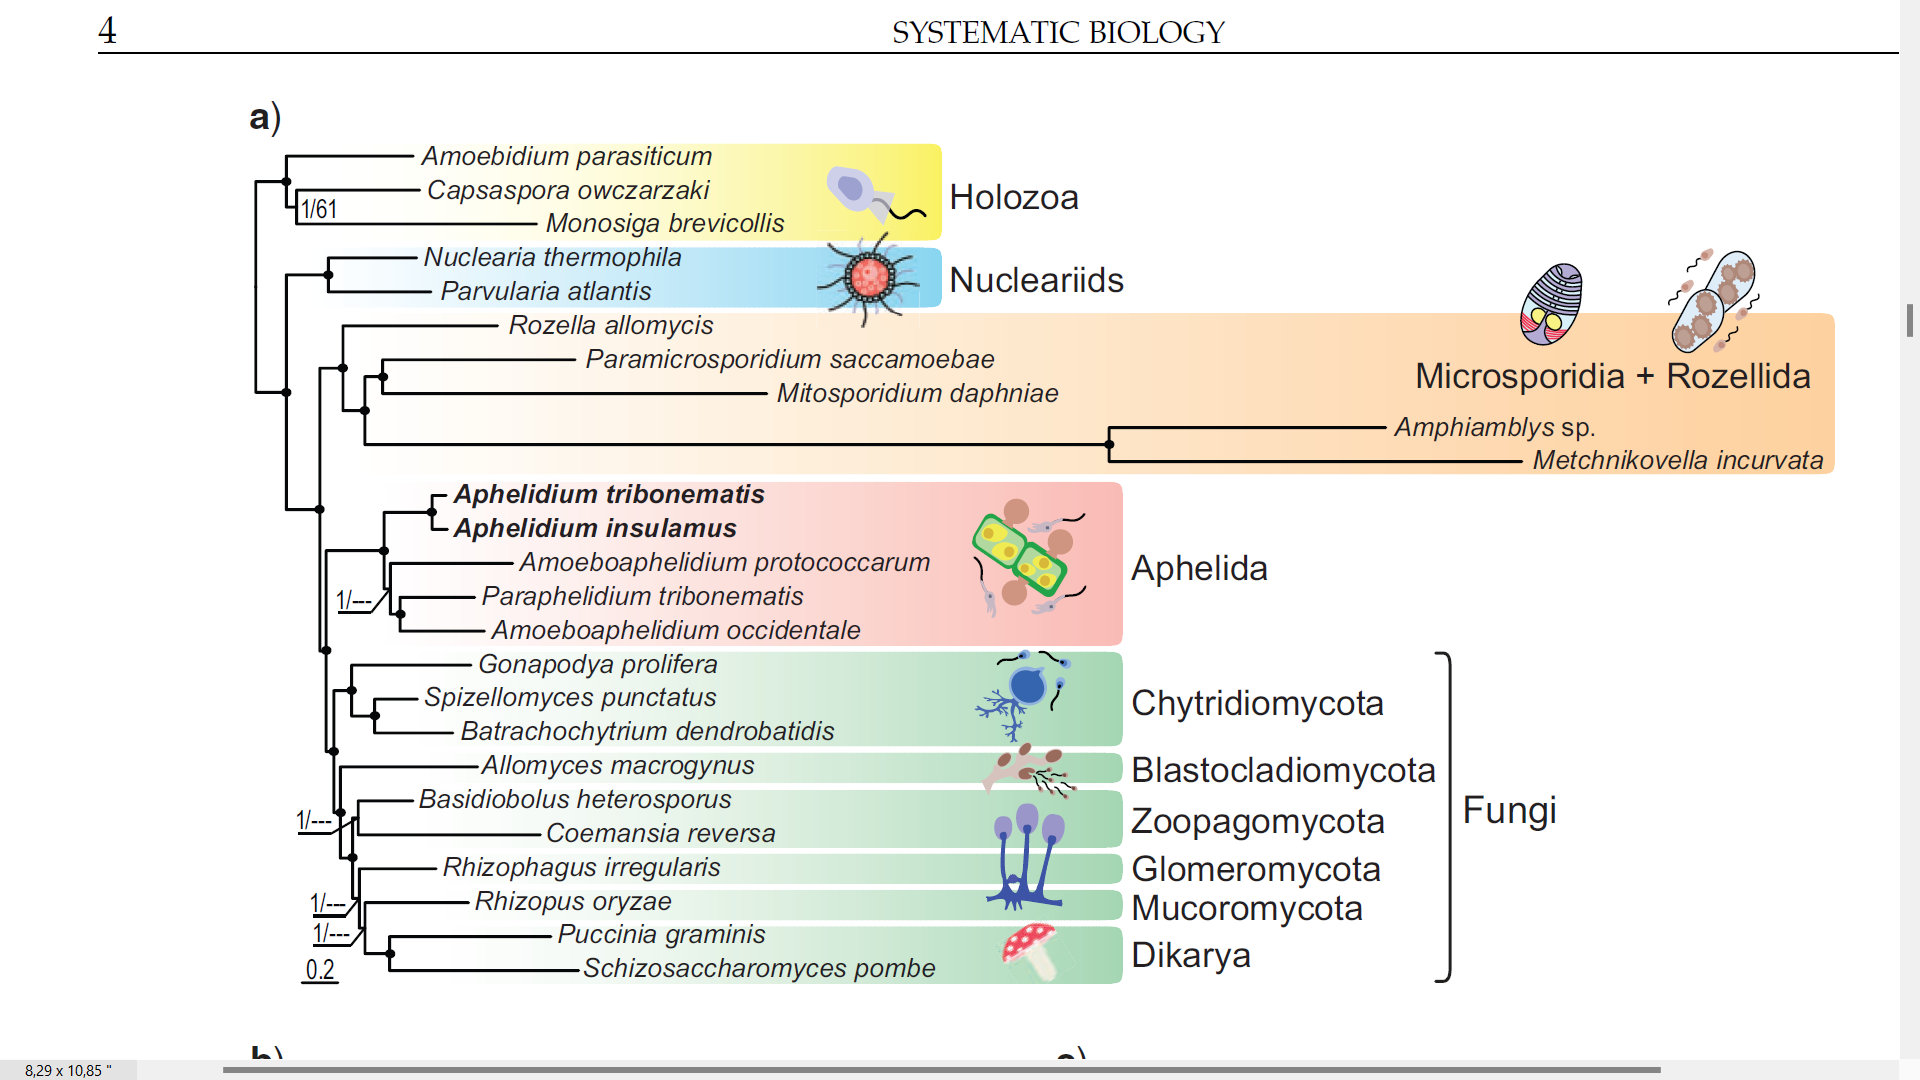 4
SYSTEMATIC BIOLOGY
a)
Amoebidium parasiticum
Capsaspora owczarzaki
1/61
Monosiga brevicollis
Holozoa
Nuclearia thermophila
Parvularia atlantis
Nucleariids
Rozella allomycis
Paramicrosporidium saccamoebae
Mitosporidium daphniae
Microsporidia + Rozellida
Amphiamblys sp.
Metchnikovella incurvata
Aphelidium tribonematis
Aphelidium insulamus
Amoeboaphelidium protococcarum
1/---
Paraphelidium tribonematis
Amoeboaphelidium occidentale
Aphelida
Gonapodya prolifera
Spizellomyces punctatus
Batrachochytrium dendrobatidis
Chytridiomycota
Allomyces macrogynus
Blastocladiomycota
Basidiobolus heterosporus
1/---
Coemansia reversa
Zoopagomycota
Fungi
Rhizophagus irregularis
Glomeromycota
1/---
Rhizopus oryzae
Mucoromycota
1/---
Puccinia graminis
Schizosaccharomyces pombe
Dikarya
0.2
b)
c)
8,29 x 10,85 "